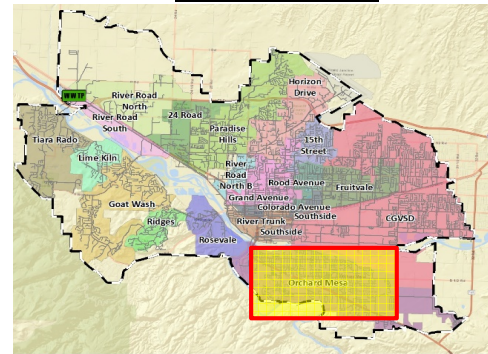 Horizon
Drive
WWTP
River Road
North
24 Road
River Road
South
Paradise
Hills
15th
Street
Tiara Rado
Lime Kiln
River
Road
North B
Rood Avenue
Fruitvale
Grand Avenue
Goat Wash
Colorado Avenue
Southside
CGVSD
Ridges
River Trunk
Southside
Rosevale
Orchard Mesa